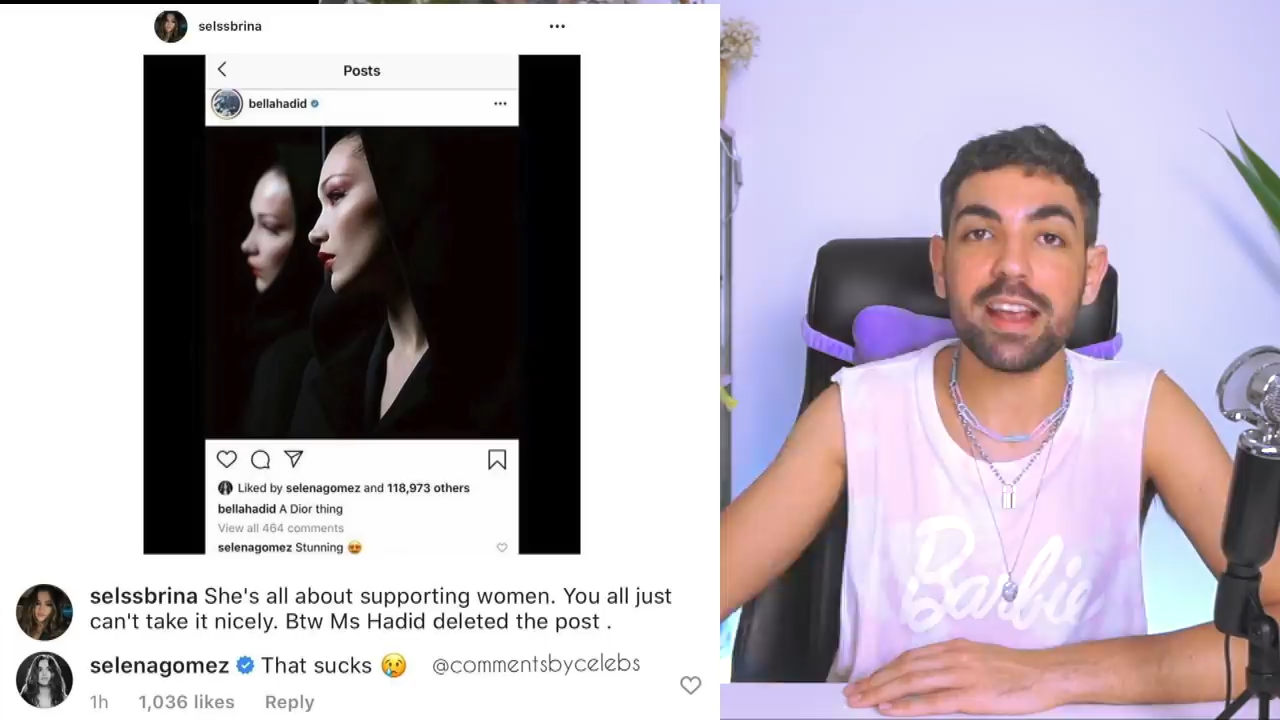 selssbrina
Posts
bellahadid
Liked by selenagomez and 118,973 others
bellahadid A Dior thing
View all 464 comments
selenagomez Stunning 😍
selssbrina She's all about supporting women. You all just
can't take it nicely. Btw Ms Hadid deleted the post .
selenagomez That sucks 😢 @commentsbycelebs
1h 1,036 likes Reply
Barbie